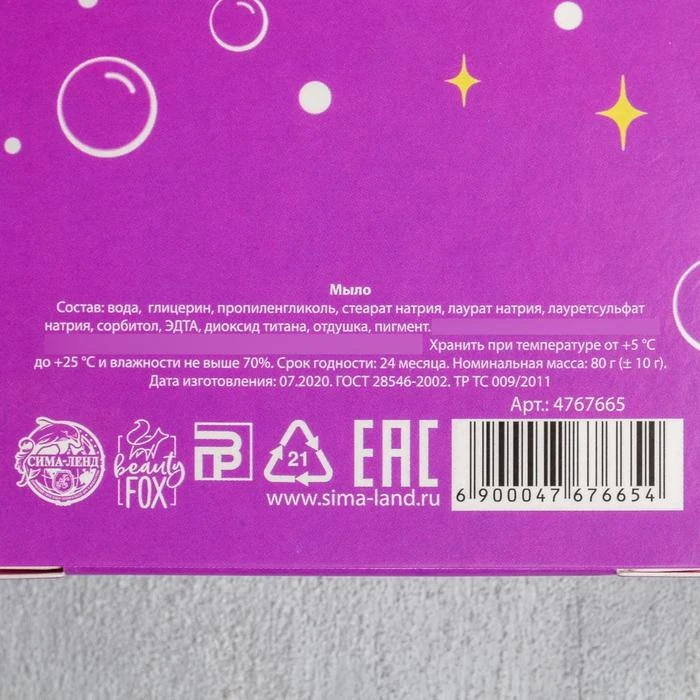 Мыло
Состав: вода, глицерин, пропиленгликоль, стеарат натрия, лаурат натрия, лауретсульфат
натрия, сорбитол, ЭДТА, диоксид титана, отдушка, пигмент.
Хранить при температуре от +5 °C
до +25 °C и влажности не выше 70%. Срок годности: 24 месяца. Номинальная масса: 80 г (± 10 г).
Дата изготовления: 07.2020. ГОСТ 28546-2002. ТР ТС 009/2011
Арт.: 4767665
СИМА-ЛЕНД
beauty
FOX
РБ
21
EAC
www.sima-land.ru
6 900047 676654